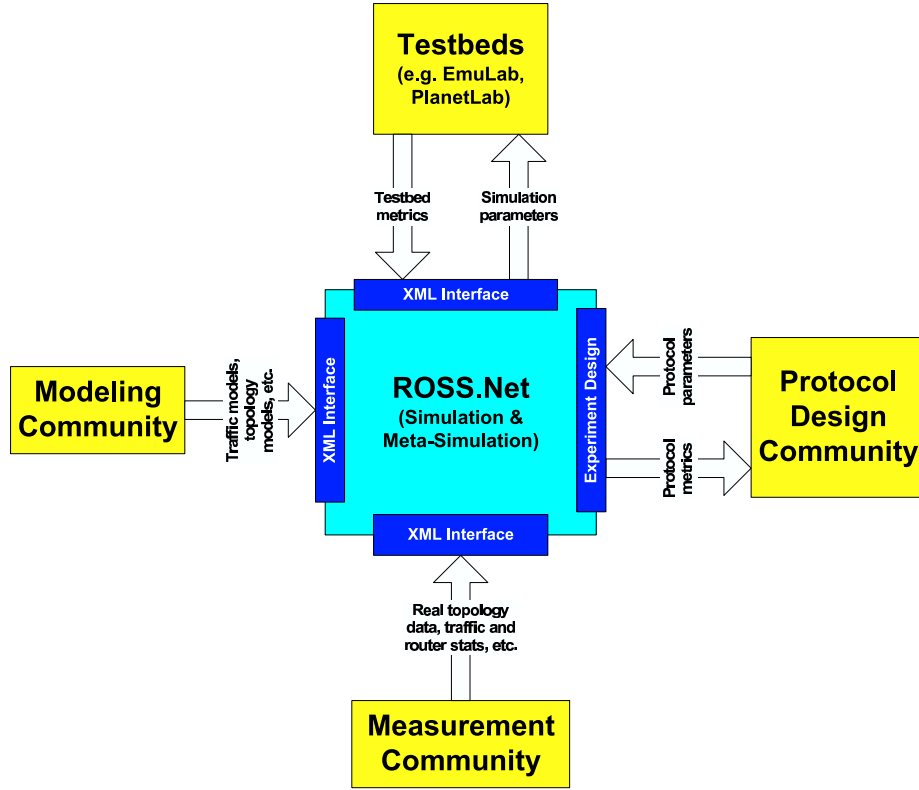 Testbeds
(e.g. EmuLab,
PlanetLab)
Testbed
metrics
Simulation
parameters
XML Interface
Modeling
Community
Traffic models,
topology
models, etc.
XML Interface
ROSS.Net
(Simulation &
Meta-Simulation)
Experiment Design
Protocol
parameters
Protocol
metrics
Protocol
Design
Community
XML Interface
Real topology
data, traffic and
router stats, etc.
Measurement
Community